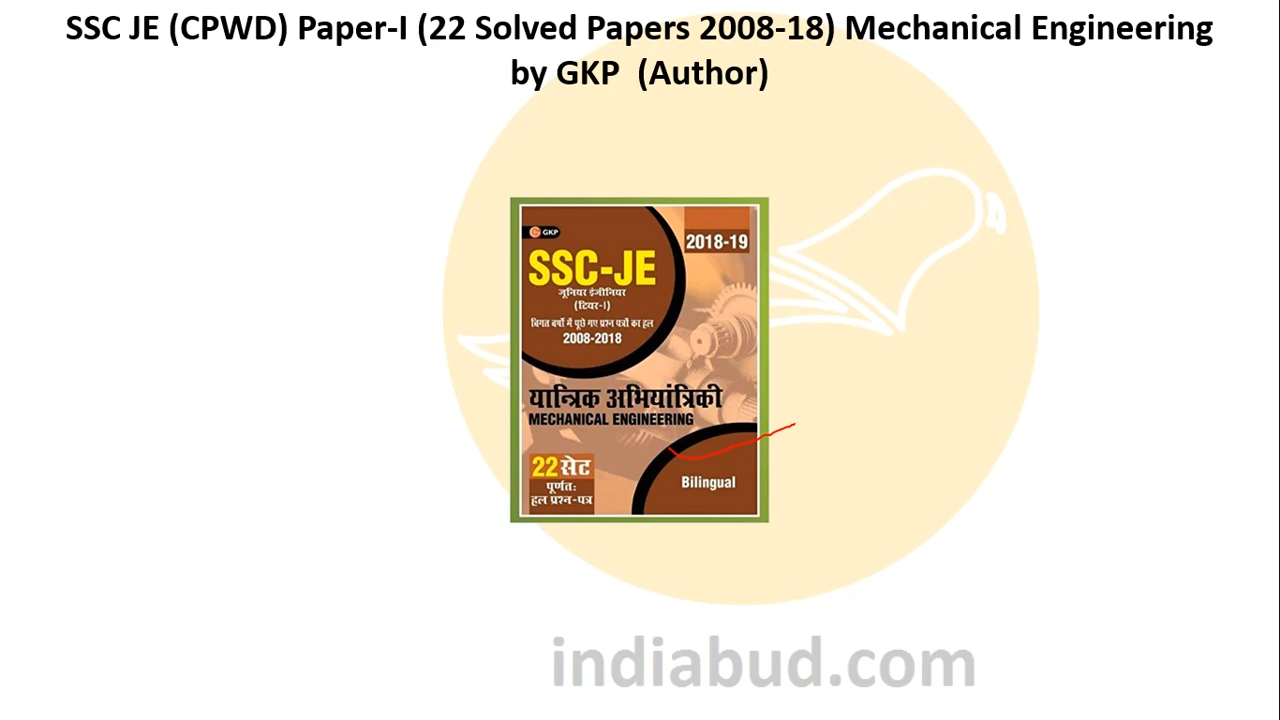 SSC JE (CPWD) Paper-I (22 Solved Papers 2008-18) Mechanical Engineering
by GKP (Author)
GKP
2018-19
SSC-JE
जूनियर इंजीनियर
(टियर-I)
विगत वर्षों में पूछे गए प्रश्न पत्रों का हल
2008-2018
यान्त्रिक अभियांत्रिकी
MECHANICAL ENGINEERING
22 सेट
पूर्णतः
हल प्रश्न-पत्र
Bilingual
indiabud.com